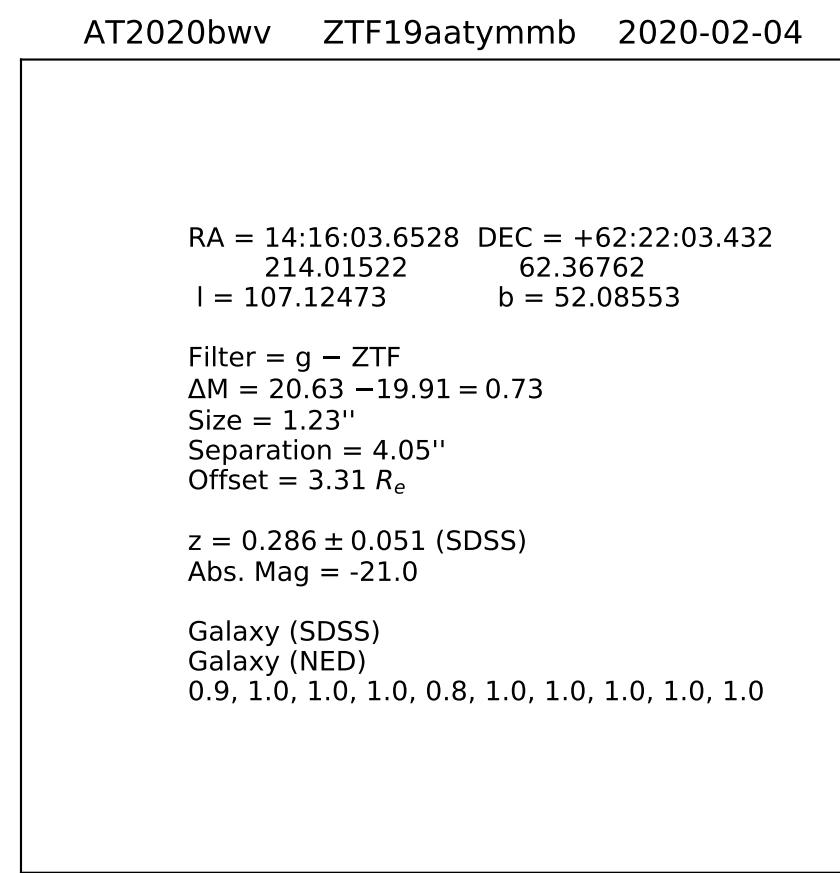 AT2020bwv ZTF19aatymmb 2020-02-04
RA = 14:16:03.6528 DEC = +62:22:03.432
214.01522 62.36762
l = 107.12473 b = 52.08553
Filter = g − ZTF
ΔM = 20.63 −19.91 = 0.73
Size = 1.23''
Separation = 4.05''
Offset = 3.31 Rₑ
z = 0.286 ± 0.051 (SDSS)
Abs. Mag = -21.0
Galaxy (SDSS)
Galaxy (NED)
0.9, 1.0, 1.0, 1.0, 0.8, 1.0, 1.0, 1.0, 1.0, 1.0